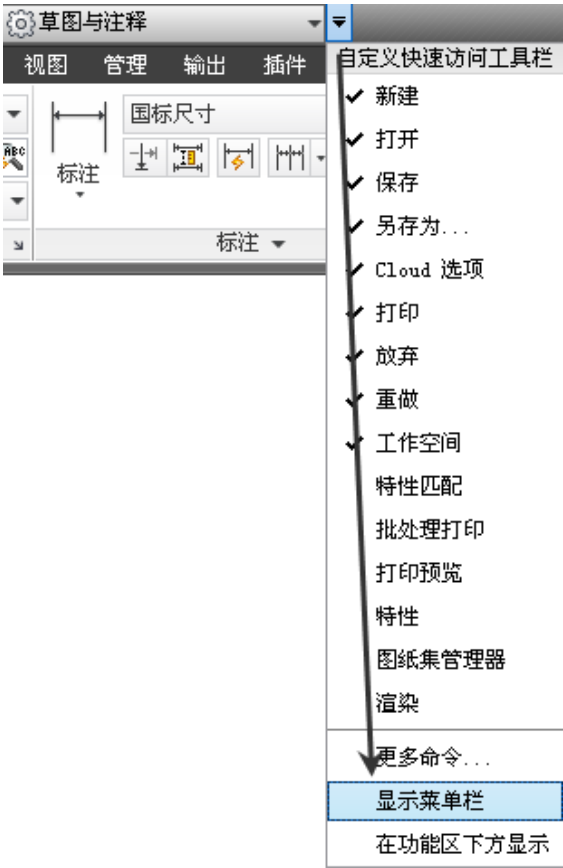 草图与注释
视图 管理 输出 插件
国标尺寸
ABC
标注
标注
自定义快速访问工具栏
新建
打开
保存
另存为...
Cloud 选项
打印
放弃
重做
工作空间
特性匹配
批处理打印
打印预览
特性
图纸集管理器
渲染
更多命令...
显示菜单栏
在功能区下方显示